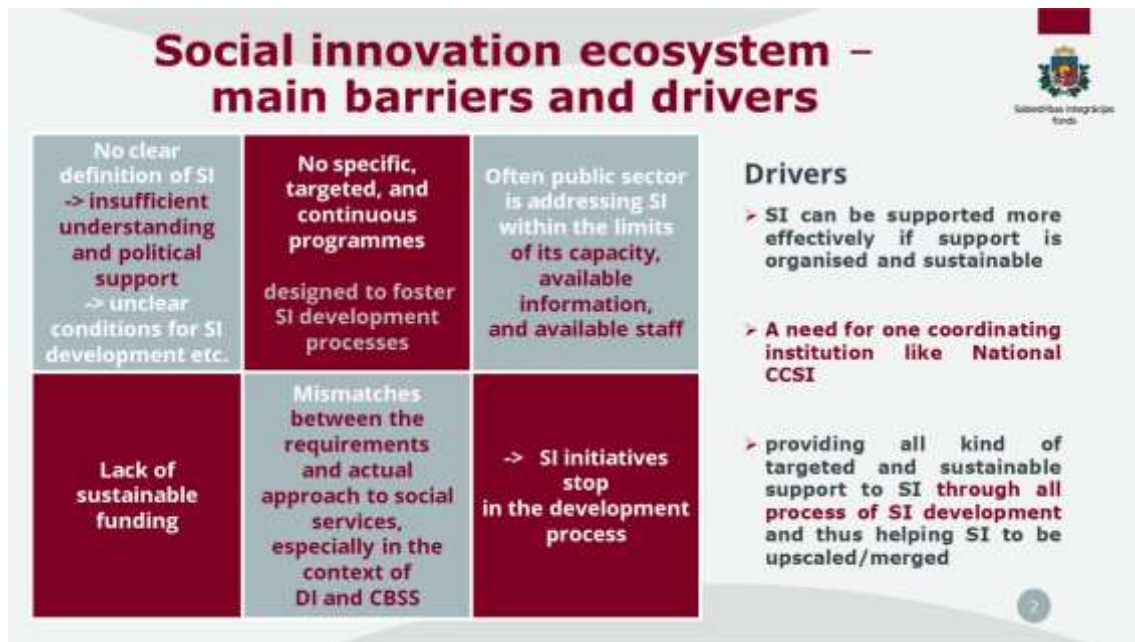 Social innovation ecosystem –
main barriers and drivers
Sabiedrības integrācijas
fonds
No clear
definition of SI
-> insufficient
understanding
and political
support
-> unclear
conditions for SI
development etc.
No specific,
targeted, and
continuous
programmes
designed to foster
SI development
processes
Often public sector
is addressing SI
within the limits
of its capacity,
available
information,
and available staff
Lack of
sustainable
funding
Mismatches
between the
requirements
and actual
approach to social
services,
especially in the
context of
DI and CBSS
-> SI initiatives
stop
in the development
process
Drivers
➢ SI can be supported more
effectively if support is
organised and sustainable
➢ A need for one coordinating
institution like National
CCSI
➢ providing all kind of
targeted and sustainable
support to SI through all
process of SI development
and thus helping SI to be
upscaled/merged
2